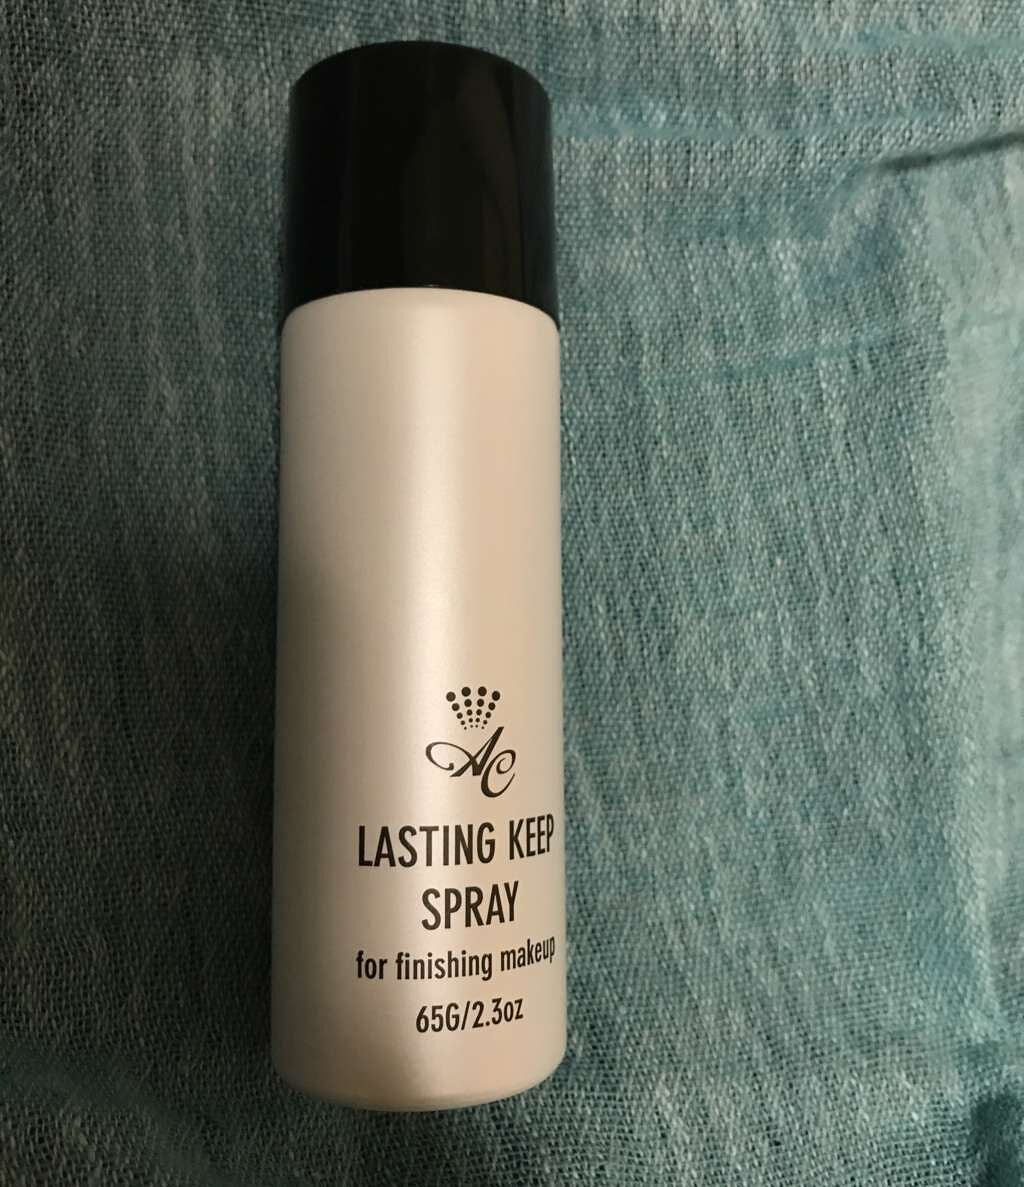 AC
LASTING KEEP
SPRAY
for finishing makeup
65G/2.3oz